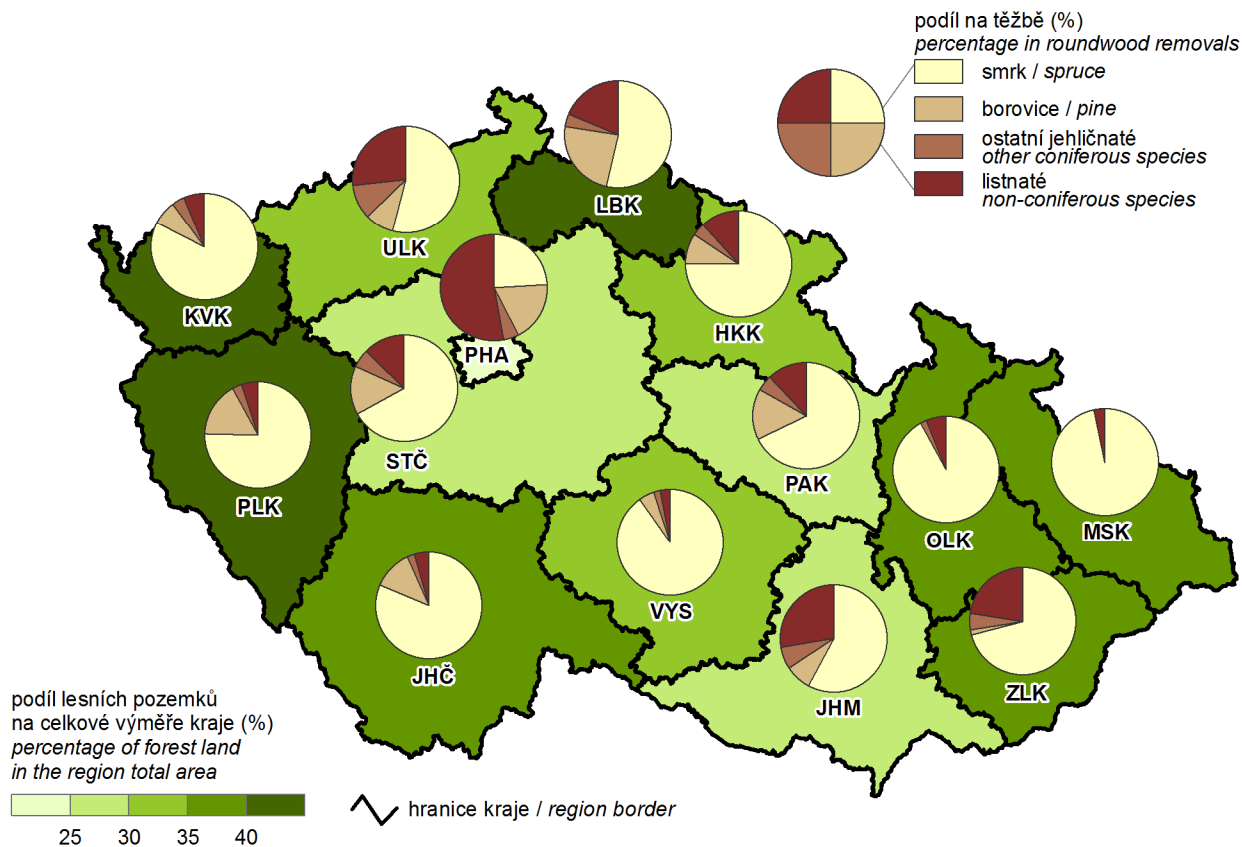 podíl na těžbě (%)
percentage in roundwood removals
smrk / spruce
borovice / pine
ostatní jehličnaté
other coniferous species
listnaté
non-coniferous species
LBK
ULK
KVK
HKK
PHA
STČ
PAK
PLK
OLK
MSK
VYS
JHČ
ZLK
JHM
podíl lesních pozemků
na celkové výměře kraje (%)
percentage of forest land
in the region total area
25 30 35 40
hranice kraje / region border